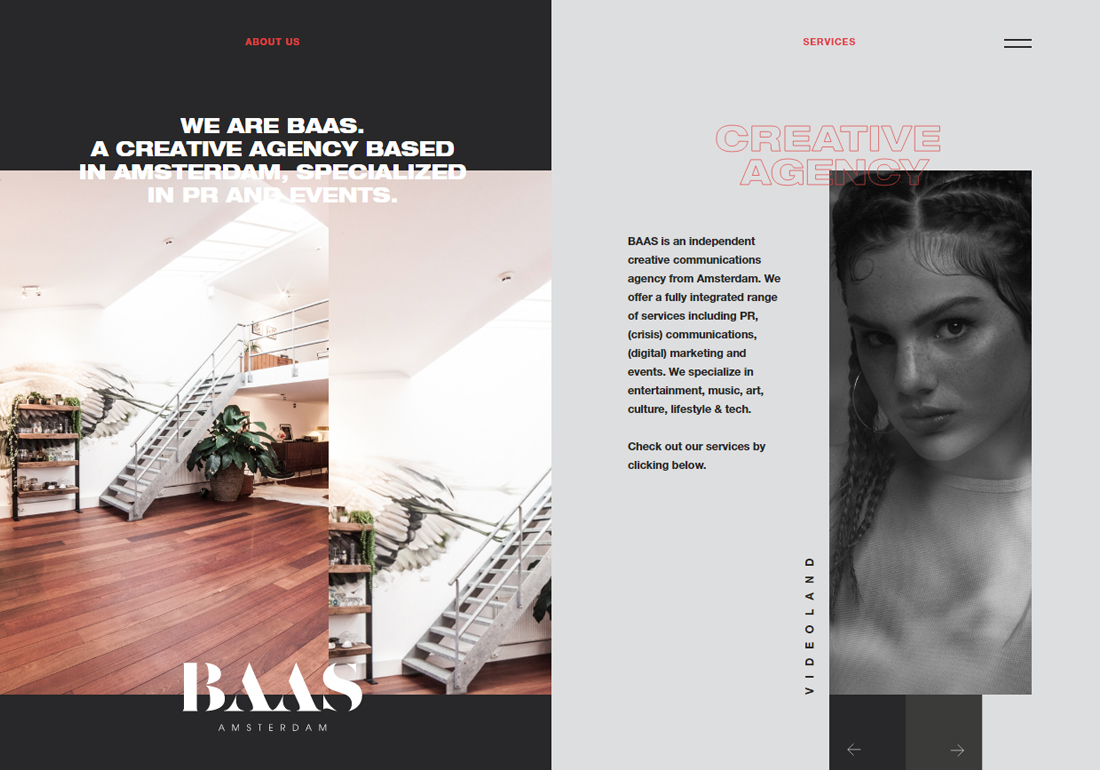 ABOUT US
WE ARE BAAS.
A CREATIVE AGENCY BASED
IN AMSTERDAM, SPECIALIZED
IN PR AND EVENTS.
BAAS
AMSTERDAM
SERVICES
CREATIVE
AGENCY
BAAS is an independent
creative communications
agency from Amsterdam. We
offer a fully integrated range
of services including PR,
(crisis) communications,
(digital) marketing and
events. We specialize in
entertainment, music, art,
culture, lifestyle & tech.
Check out our services by
clicking below.
VIDEOLAND